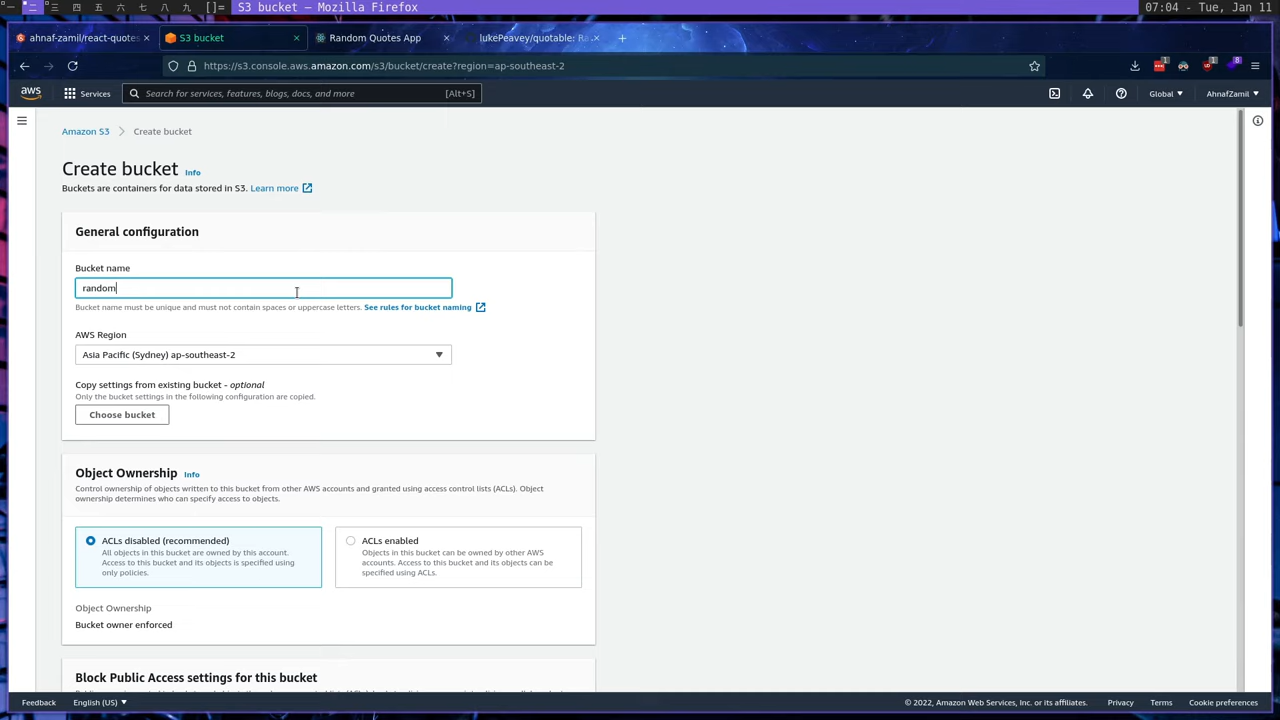 []= S3 bucket — Mozilla Firefox 07:04 - Tue, Jan 11
ahnaf-zamil/react-quotes S3 bucket Random Quotes App lukePeavey/quotable: Ra
https://s3.console.aws.amazon.com/s3/bucket/create?region=ap-southeast-2
aws Services Search for services, features, blogs, docs, and more [Alt+S] Global AhnafZamil
Amazon S3 Create bucket
Create bucket Info
Buckets are containers for data stored in S3. Learn more
General configuration
Bucket name
random
Bucket name must be unique and must not contain spaces or uppercase letters. See rules for bucket naming
AWS Region
Asia Pacific (Sydney) ap-southeast-2
Copy settings from existing bucket - optional
Only the bucket settings in the following configuration are copied.
Choose bucket
Object Ownership Info
Control ownership of objects written to this bucket from other AWS accounts and granted using access control lists (ACLs). Object
ownership determines who can specify access to objects.
ACLs disabled (recommended)
All objects in this bucket are owned by this account.
Access to this bucket and its objects is specified using
only policies.
ACLs enabled
Objects in this bucket can be owned by other AWS
accounts. Access to this bucket and its objects can be
specified using ACLs.
Object Ownership
Bucket owner enforced
Block Public Access settings for this bucket
Feedback English (US) © 2022, Amazon Web Services, Inc. or its affiliates. Privacy Terms Cookie preferences